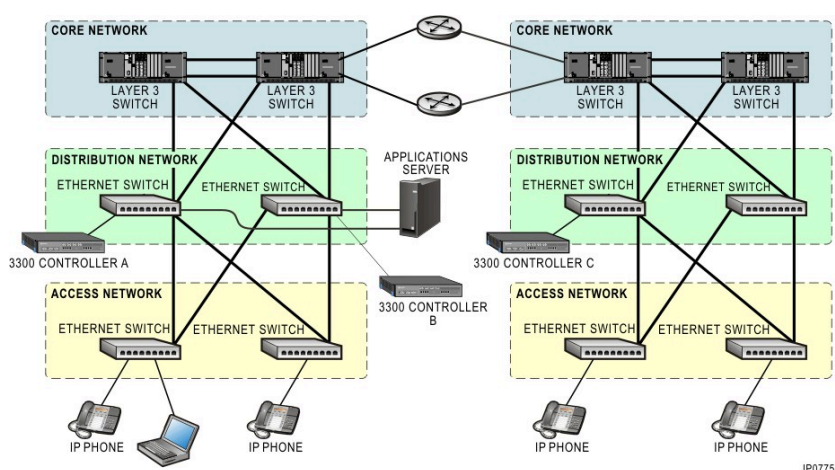 CORE NETWORK
LAYER 3
SWITCH
LAYER 3
SWITCH
DISTRIBUTION NETWORK
ETHERNET SWITCH
ETHERNET SWITCH
APPLICATIONS
SERVER
3300 CONTROLLER A
3300 CONTROLLER
B
ACCESS NETWORK
ETHERNET SWITCH
ETHERNET SWITCH
IP PHONE
IP PHONE
CORE NETWORK
LAYER 3
SWITCH
LAYER 3
SWITCH
DISTRIBUTION NETWORK
ETHERNET SWITCH
ETHERNET SWITCH
3300 CONTROLLER C
ACCESS NETWORK
ETHERNET SWITCH
ETHERNET SWITCH
IP PHONE
IP PHONE
IP0775